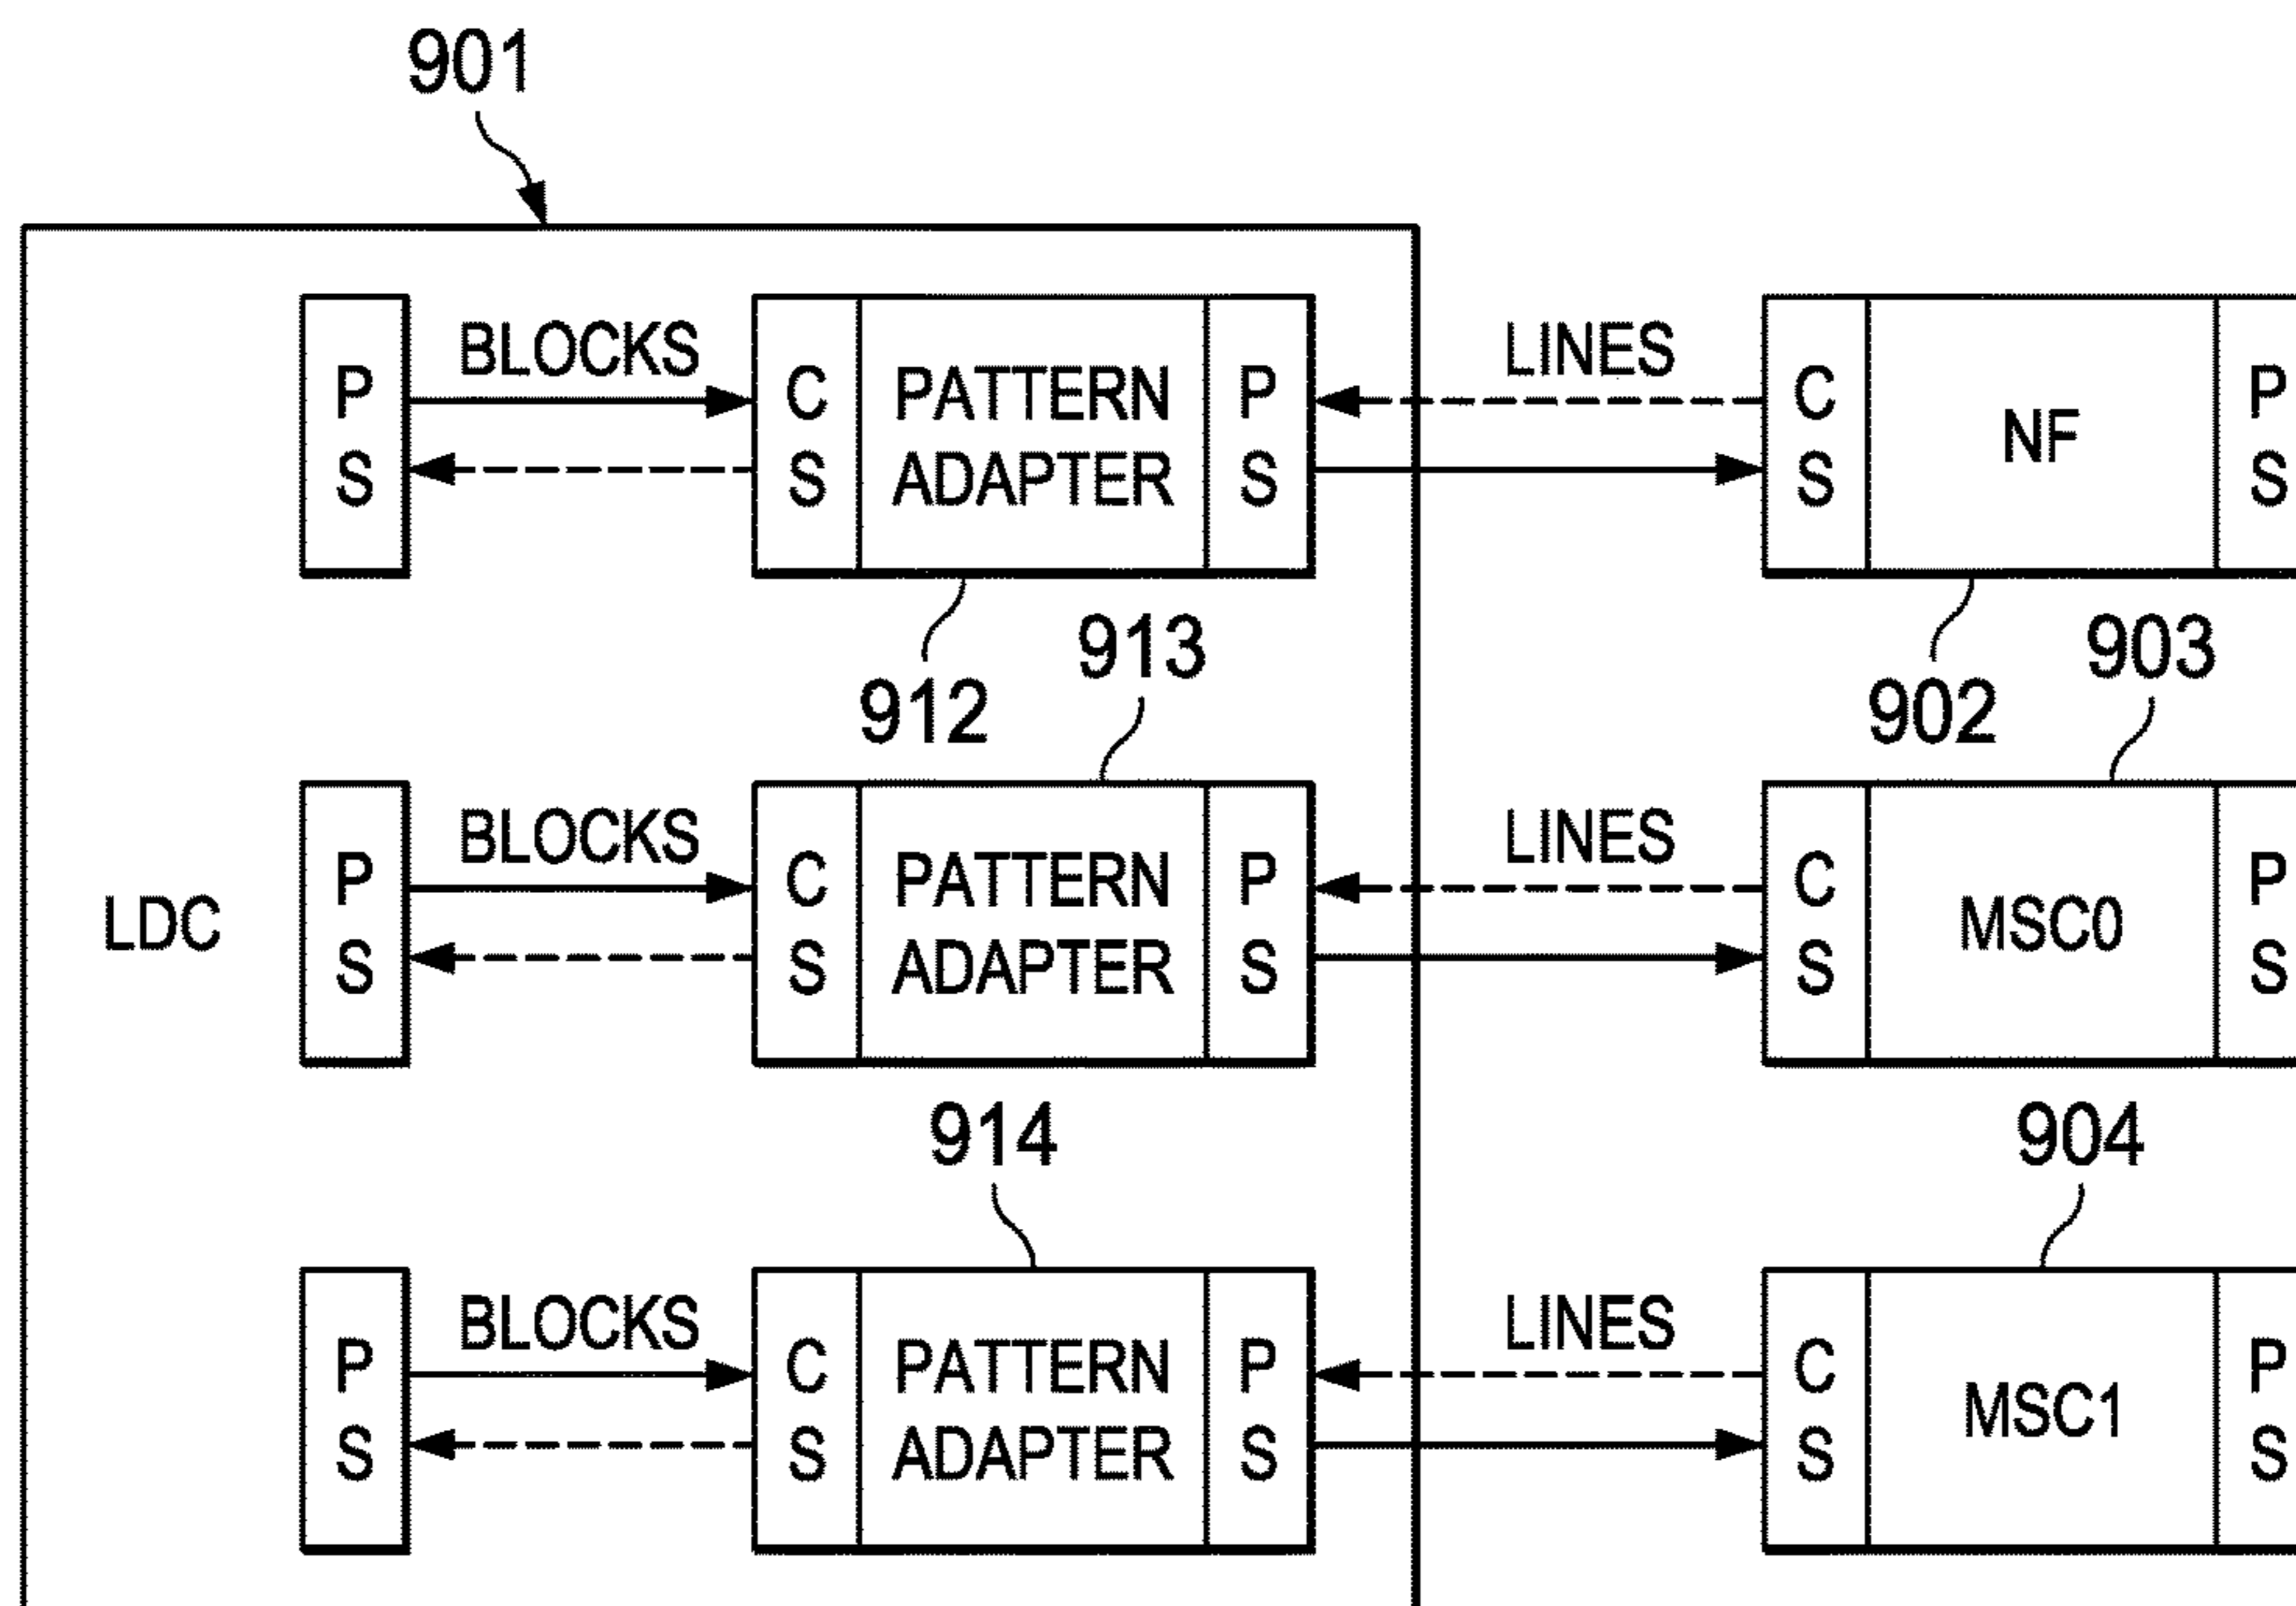 901
BLOCKS
LINES
P
S
C
S
PATTERN
ADAPTER
P
S
C
S
NF
P
S
912
913
902
903
LDC
BLOCKS
LINES
P
S
C
S
PATTERN
ADAPTER
P
S
C
S
MSC0
P
S
914
904
BLOCKS
LINES
P
S
C
S
PATTERN
ADAPTER
P
S
C
S
MSC1
P
S